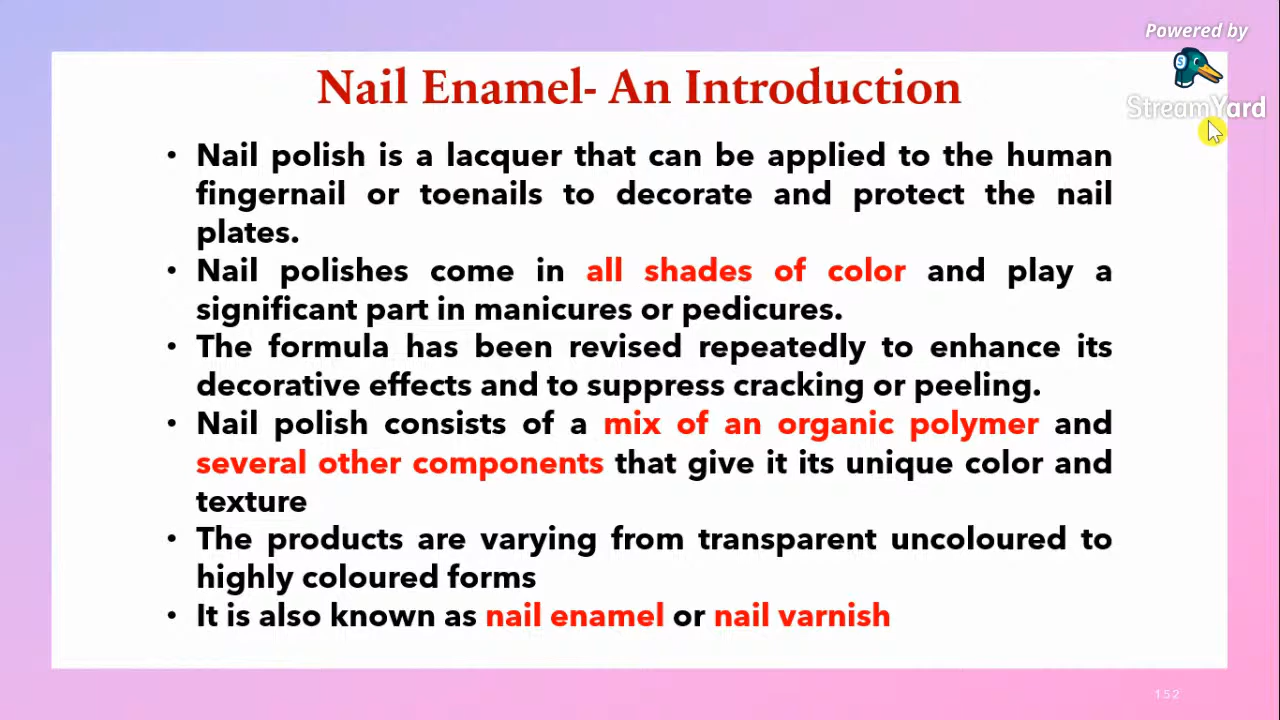 Powered by
StreamYard
Nail Enamel- An Introduction
• Nail polish is a lacquer that can be applied to the human
fingernail or toenails to decorate and protect the nail
plates.
• Nail polishes come in all shades of color and play a
significant part in manicures or pedicures.
• The formula has been revised repeatedly to enhance its
decorative effects and to suppress cracking or peeling.
• Nail polish consists of a mix of an organic polymer and
several other components that give it its unique color and
texture
• The products are varying from transparent uncoloured to
highly coloured forms
• It is also known as nail enamel or nail varnish
152